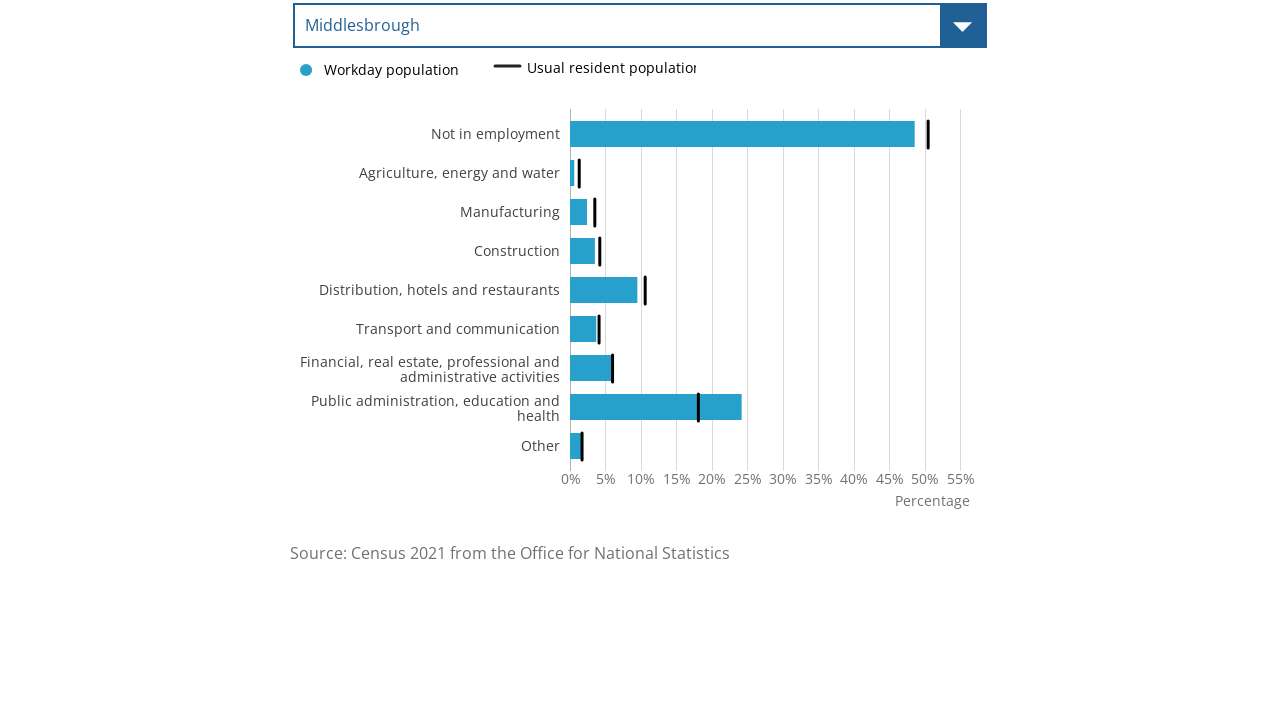 Middlesbrough
Workday population
Usual resident population
Not in employment
Agriculture, energy and water
Manufacturing
Construction
Distribution, hotels and restaurants
Transport and communication
Financial, real estate, professional and
administrative activities
Public administration, education and
health
Other
0% 5% 10% 15% 20% 25% 30% 35% 40% 45% 50% 55%
Percentage
Source: Census 2021 from the Office for National Statistics